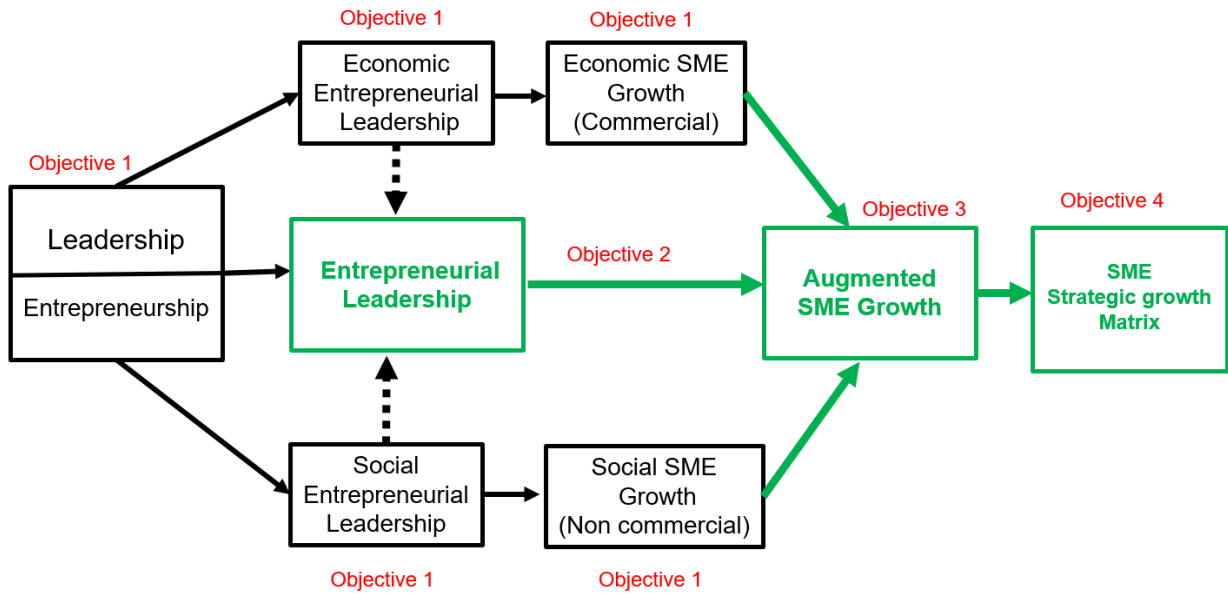 Objective 1
Objective 1
Economic
Entrepreneurial
Leadership
Economic SME
Growth
(Commercial)
Objective 1
Leadership
Entrepreneurship
Entrepreneurial
Leadership
Objective 2
Objective 3
Augmented
SME Growth
Objective 4
SME
Strategic growth
Matrix
Social
Entrepreneurial
Leadership
Social SME
Growth
(Non commercial)
Objective 1
Objective 1